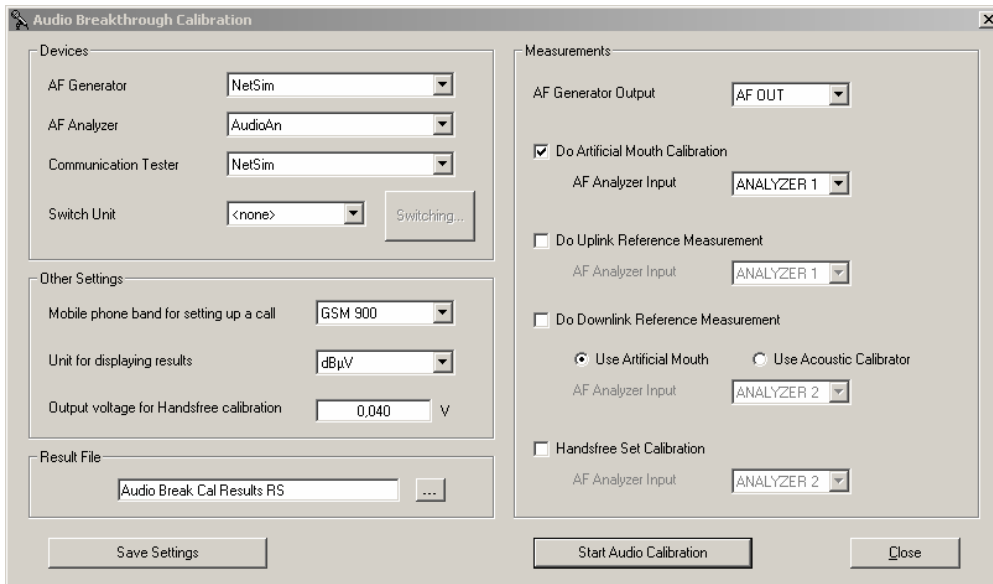 Audio Breakthrough Calibration
Devices
AF Generator
NetSim
AF Analyzer
AudioAn
Communication Tester
NetSim
Switch Unit
<none>
Switching...
Other Settings
Mobile phone band for setting up a call
GSM 900
Unit for displaying results
dBµV
Output voltage for Handsfree calibration
0,040
V
Result File
Audio Break Cal Results RS
...
Save Settings
Measurements
AF Generator Output
AF OUT
Do Artificial Mouth Calibration
AF Analyzer Input
ANALYZER 1
Do Uplink Reference Measurement
AF Analyzer Input
ANALYZER 1
Do Downlink Reference Measurement
Use Artificial Mouth
Use Acoustic Calibrator
AF Analyzer Input
ANALYZER 2
Handsfree Set Calibration
AF Analyzer Input
ANALYZER 2
Start Audio Calibration
Close